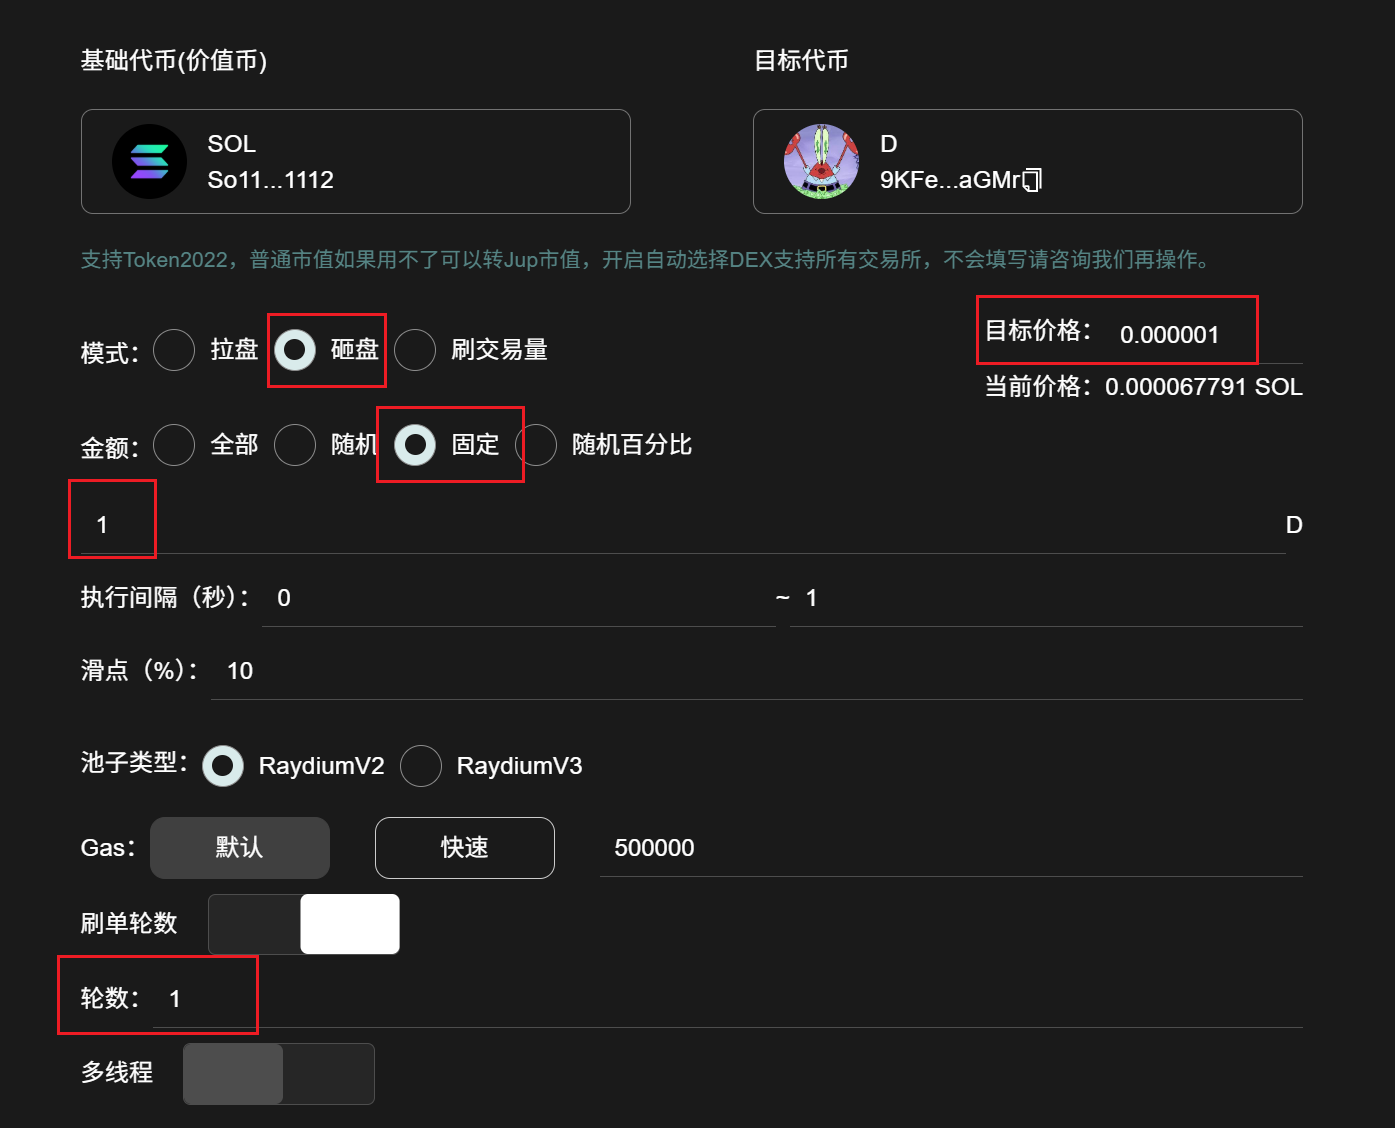 基础代币(价值币)
目标代币
SOL
So11...1112
D
9KFe...aGMr
支持Token2022，普通市值如果用不了可以转Jup市值，开启自动选择DEX支持所有交易所，不会填写请咨询我们再操作。
模式： 拉盘 砸盘 刷交易量
目标价格： 0.000001
当前价格：0.000067791 SOL
金额： 全部 随机 固定 随机百分比
1 D
执行间隔（秒）： 0 ~ 1
滑点（%）： 10
池子类型： RaydiumV2 RaydiumV3
Gas： 默认 快速 500000
刷单轮数
轮数： 1
多线程